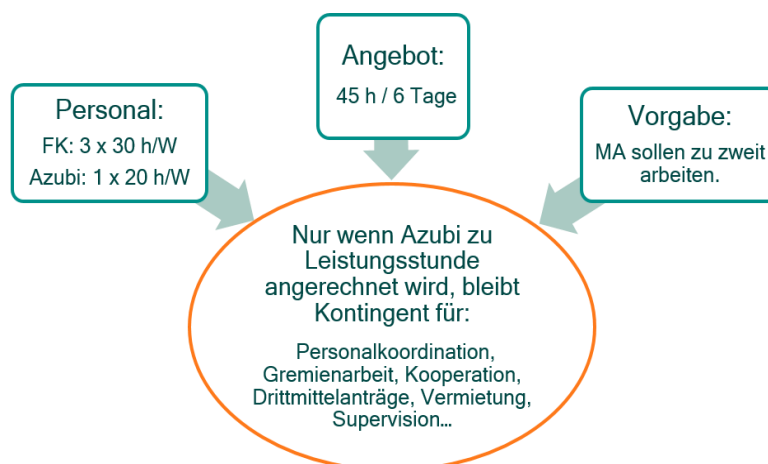 Personal:
FK: 3 x 30 h/W
Azubi: 1 x 20 h/W
Angebot:
45 h / 6 Tage
Vorgabe:
MA sollen zu zweit
arbeiten.
Nur wenn Azubi zu
Leistungsstunde
angerechnet wird, bleibt
Kontingent für:
Personalkoordination,
Gremienarbeit, Kooperation,
Drittmittelanträge, Vermietung,
Supervision…